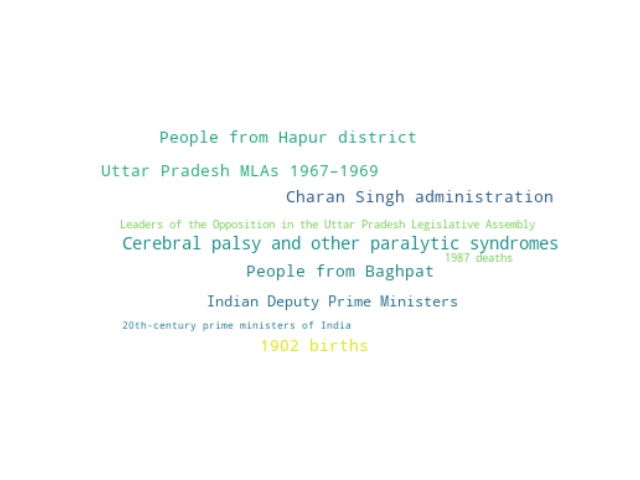 People from Hapur district
Uttar Pradesh MLAs 1967–1969
Charan Singh administration
Leaders of the Opposition in the Uttar Pradesh Legislative Assembly
Cerebral palsy and other paralytic syndromes
1987 deaths
People from Baghpat
Indian Deputy Prime Ministers
20th-century prime ministers of India
1902 births